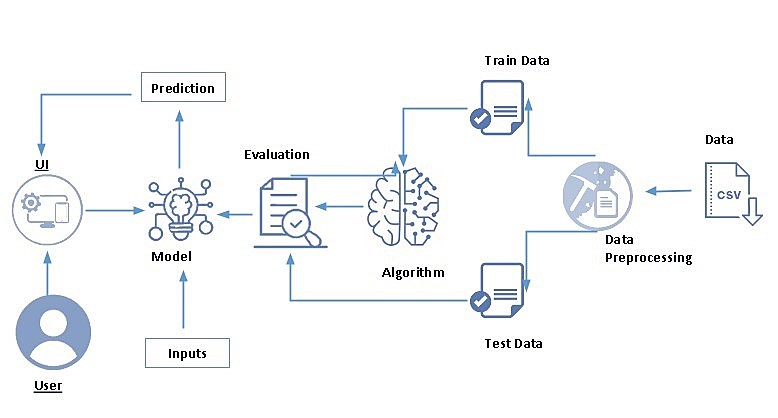 Train Data
Prediction
Data
Evaluation
UI
CSV
Model
Data
Preprocessing
Algorithm
Test Data
Inputs
User